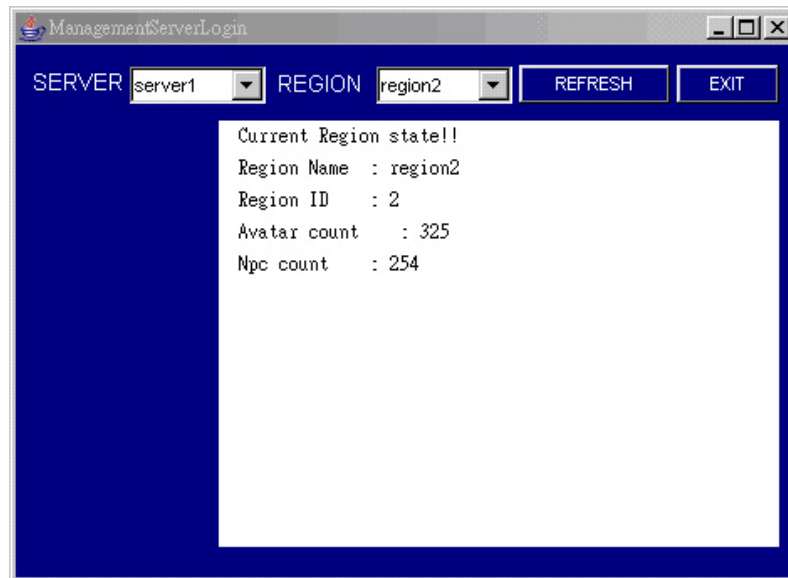 ManagementServerLogin
SERVER server1 REGION region2 REFRESH EXIT
Current Region state!!
Region Name : region2
Region ID : 2
Avatar count : 325
Npc count : 254